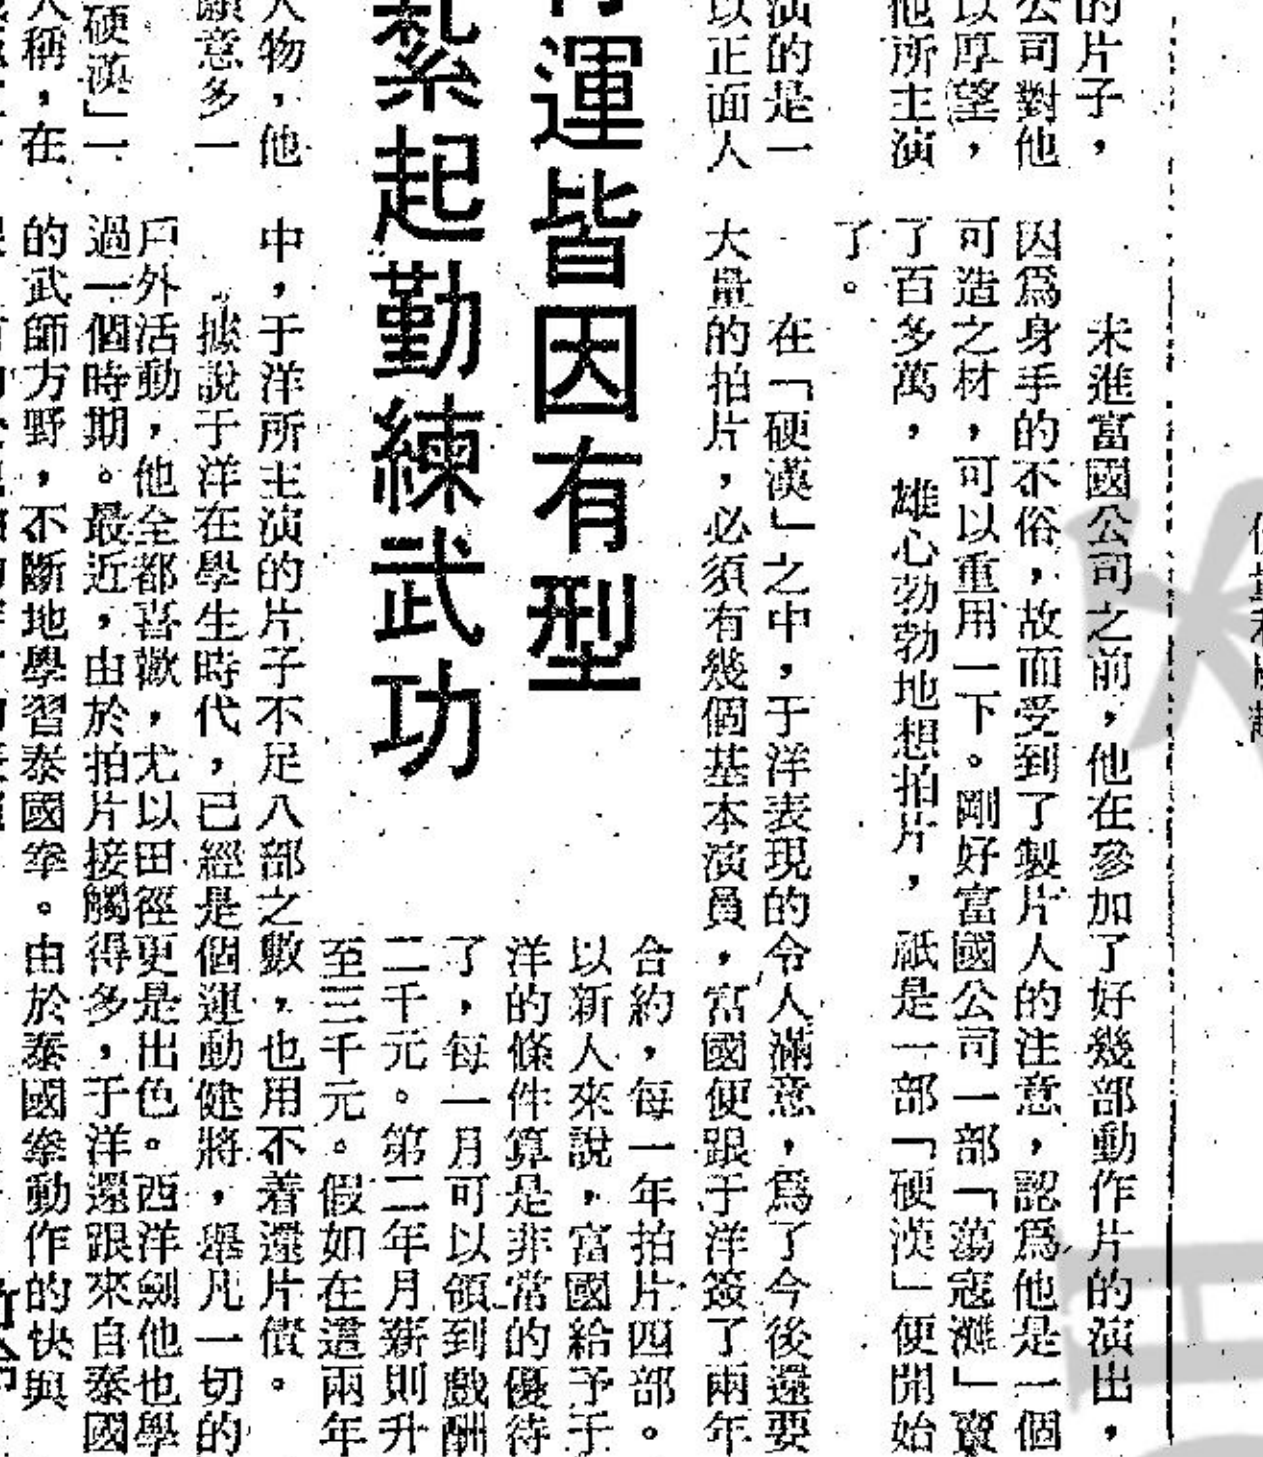 的片子，
公司對他
以厚望，
他所主演
演的是一
以正面人
運皆因有型
紮起勤練武功
人物，他
願意多一
硬漢」一
人稱，在
未進富國公司之前，他在參加了好幾部動作片的演出，
因爲身手的不俗，故而受到了製片人的注意，認爲他是一個
可造之材，可以重用一下。剛好富國公司一部「蕩寇灘」賣
了百多萬，雄心勃勃地想拍片，祇是一部「硬漢」便開始
了。
在「硬漢」之中，于洋表現的令人滿意，爲了今後還要
大量的拍片，必須有幾個基本演員，富國便跟于洋簽了兩年
合約，每一年拍片四部。
以新人來說，富國給予于
洋的條件算是非常的優待
了，每一月可以領到戲酬
二千元。第二年月薪則升
至三千元。假如在這兩年
中，于洋所主演的片子不足八部之數，也用不着還片債。
據說于洋在學生時代，已經是個運動健將，舉凡一切的
戶外活動，他全都喜歡，尤以田徑更是出色。西洋劍他也學
過一個時期。最近，由於拍片接觸得多，于洋還跟來自泰國
的武師方野，不斷地學習泰國拳。由於泰國拳動作的快與